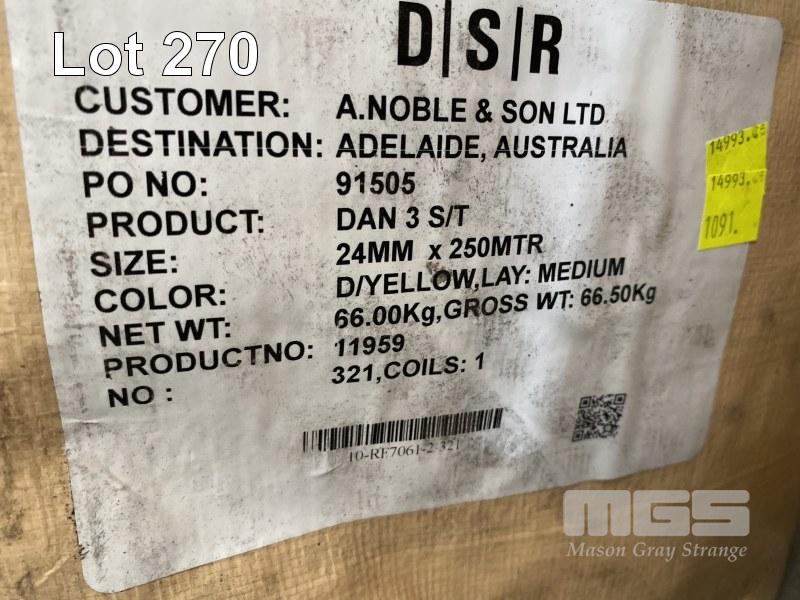 Lot 270
D|S|R
CUSTOMER: A.NOBLE & SON LTD
DESTINATION: ADELAIDE, AUSTRALIA
PO NO: 91505
PRODUCT: DAN 3 S/T
SIZE: 24MM x 250MTR
COLOR: D/YELLOW,LAY: MEDIUM
NET WT: 66.00Kg,GROSS WT: 66.50Kg
PRODUCTNO: 11959
NO : 321,COILS: 1
10-RF7061-2-321
14993.
14993.
1091.
MGS
Mason Gray Strange